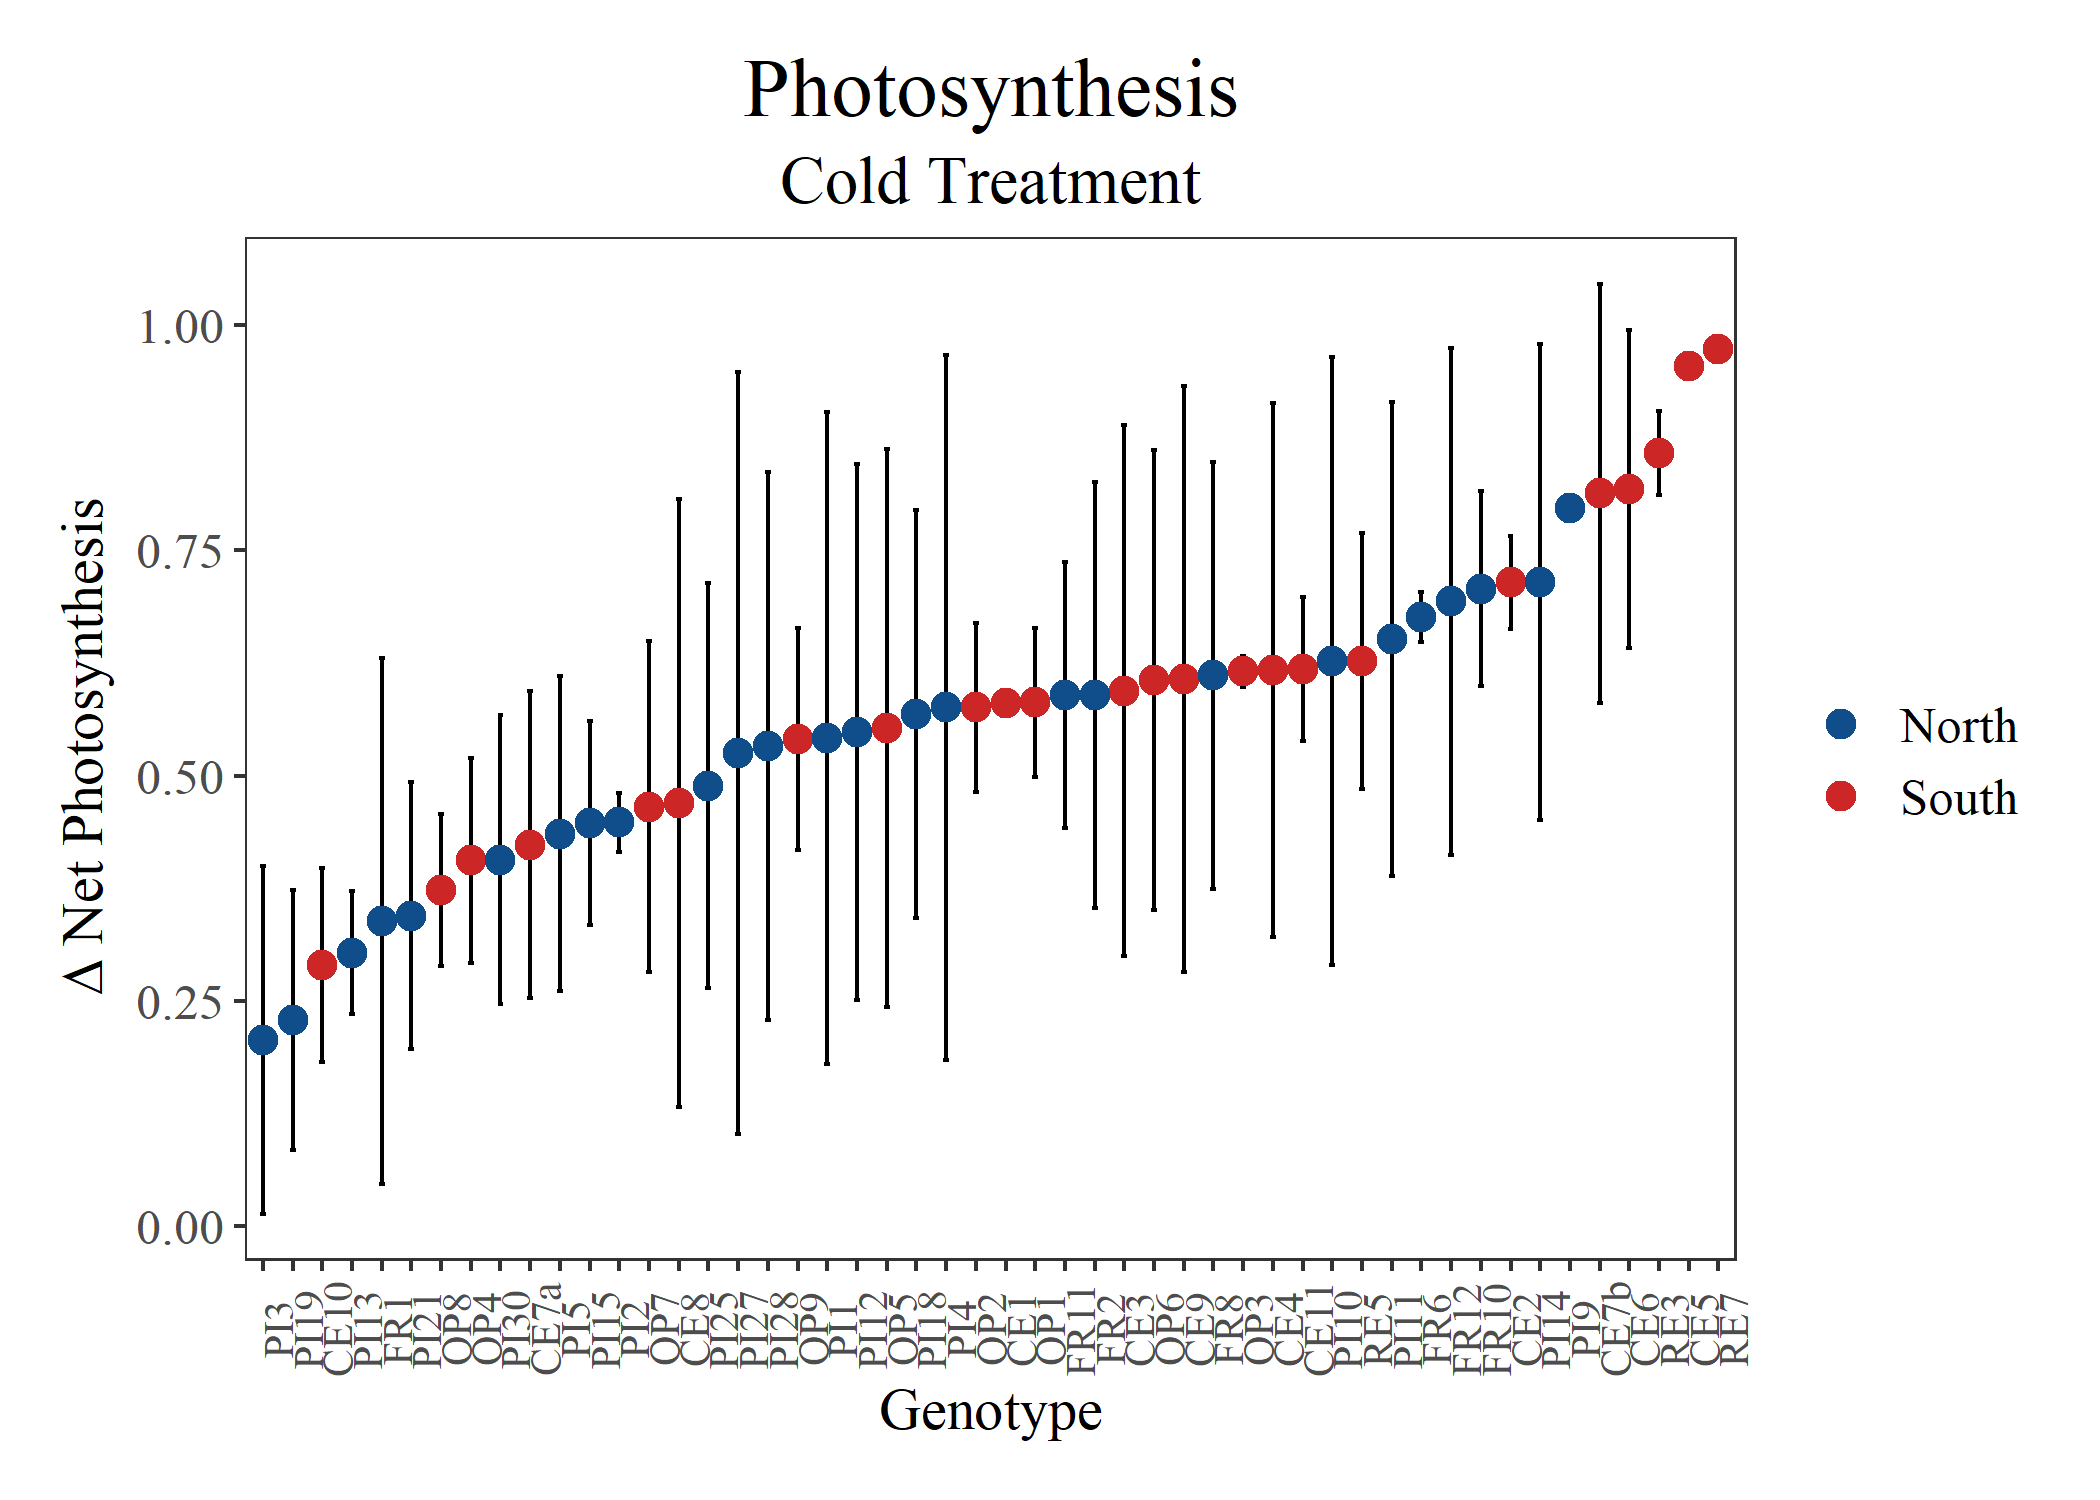 Photosynthesis
Cold Treatment
Δ Net Photosynthesis
1.00
0.75
0.50
0.25
0.00
North
South
PI3
PI19
CE10
PI13
FR1
PI21
OP8
OP4
PI30
CE7a
PI5
PI15
PI2
OP7
CE8
PI25
PI27
PI28
OP9
PI1
PI12
OP5
PI18
PI4
OP2
CE1
OP1
FR11
FR2
CE3
OP6
CE9
FR8
OP3
CE4
CE11
PI10
RE5
PI11
FR6
FR12
FR10
CE2
PI14
PI9
CE7b
CE6
RE3
CE5
RE7
Genotype